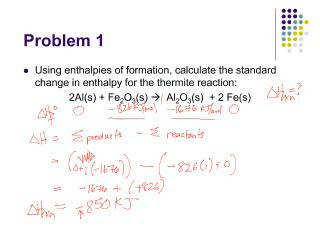 Problem 1
Using enthalpies of formation, calculate the standard
change in enthalpy for the thermite reaction:
ΔHrxn = ?
2Al(s) + Fe2O3(s) → Al2O3(s) + 2 Fe(s)
ΔH°f 0 -826 kJ/mol -1676 kJ/mol 0
ΔH = Σ products - Σ reactants
= (0 + 1(-1676)) - (-826(1) + 0)
= -1676 + (+826)
ΔHrxn = -850 KJ